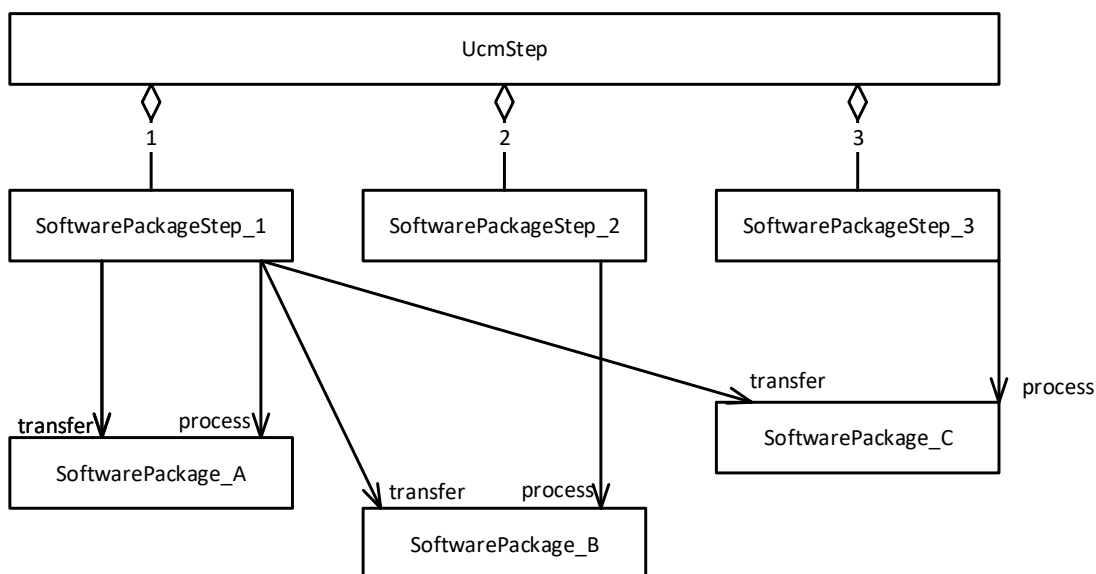 UcmStep
1
2
3
SoftwarePackageStep_1
SoftwarePackageStep_2
SoftwarePackageStep_3
transfer
process
transfer
process
transfer
process
SoftwarePackage_C
SoftwarePackage_A
SoftwarePackage_B